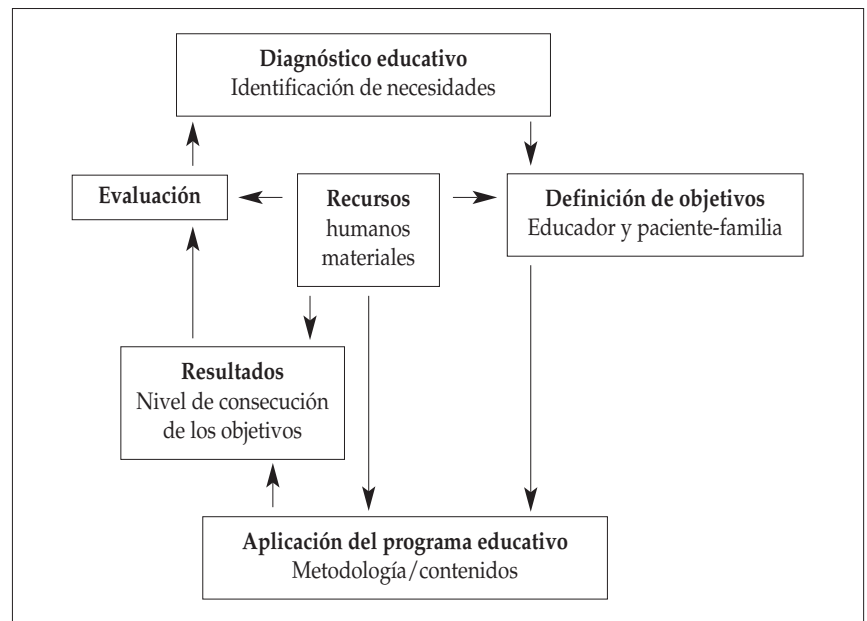 Diagnóstico educativo
Identificación de necesidades
Evaluación
Recursos
humanos
materiales
Definición de objetivos
Educador y paciente-familia
Resultados
Nivel de consecución
de los objetivos
Aplicación del programa educativo
Metodología/contenidos